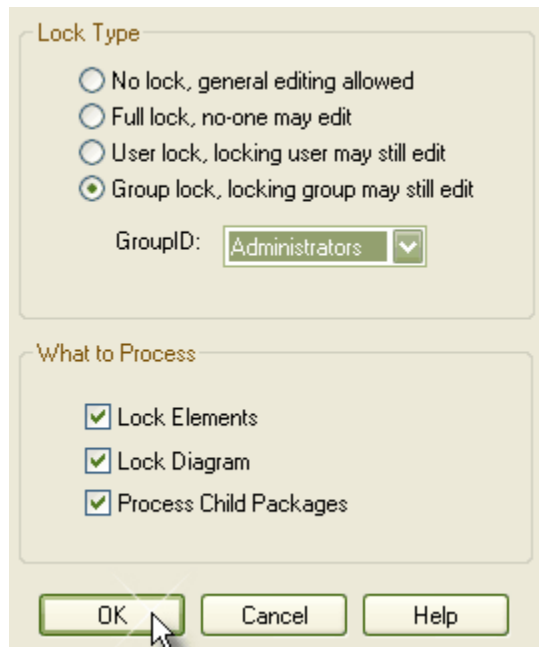 Lock Type
No lock, general editing allowed
Full lock, no-one may edit
User lock, locking user may still edit
Group lock, locking group may still edit
GroupID: Administrators
What to Process
Lock Elements
Lock Diagram
Process Child Packages
OK Cancel Help